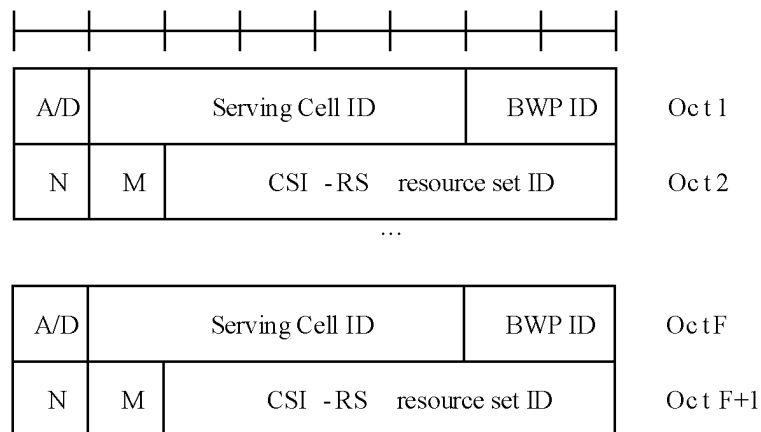 A/D Serving Cell ID BWP ID Oct 1
N M CSI -RS resource set ID Oct 2
...
A/D Serving Cell ID BWP ID Oct F
N M CSI -RS resource set ID Oct F+1